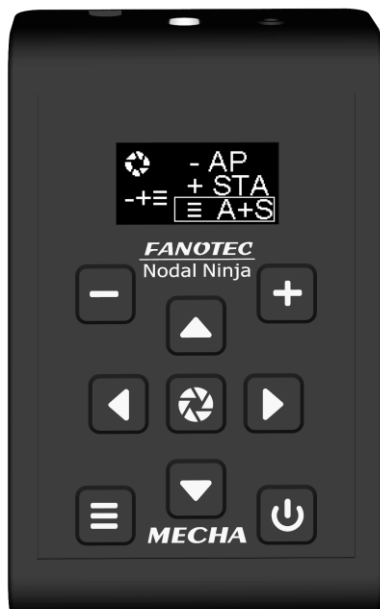 - AP
+ STA
-+≡ ≡ A+S
FANOTEC
Nodal Ninja
MECHA